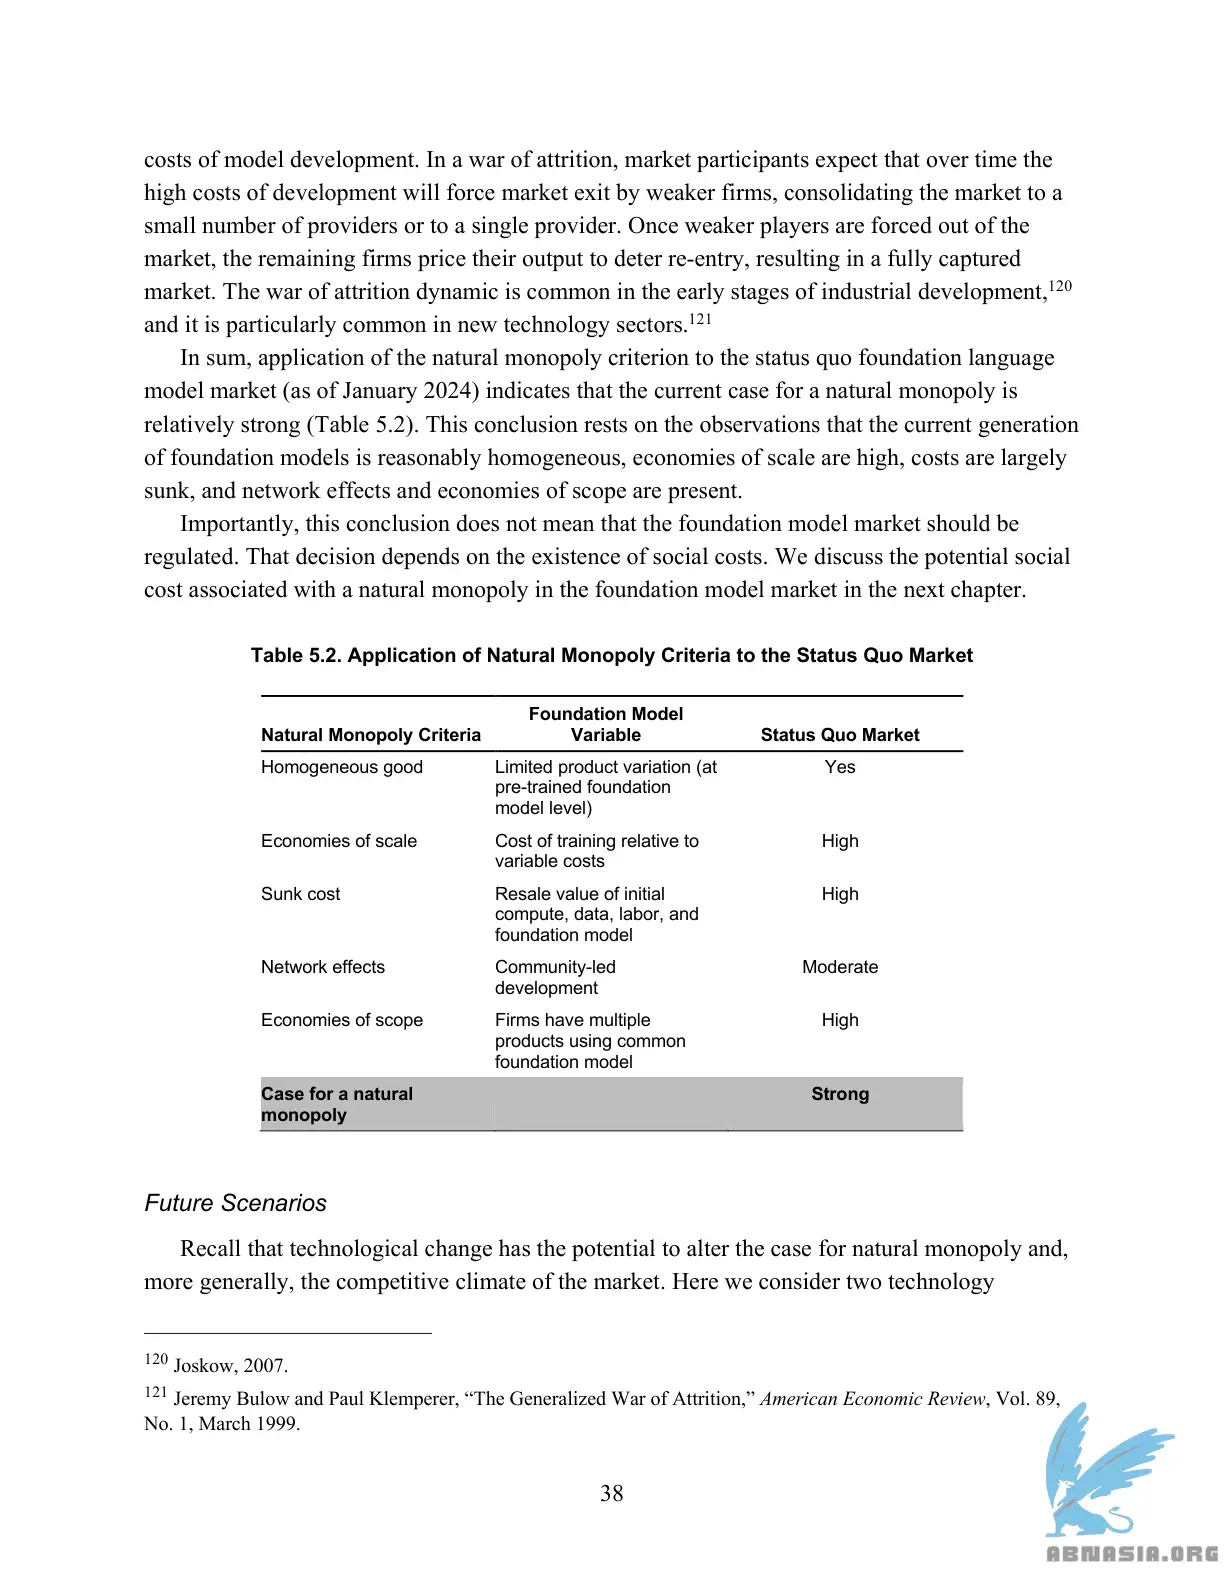 costs of model development. In a war of attrition, market participants expect that over time the
high costs of development will force market exit by weaker firms, consolidating the market to a
small number of providers or to a single provider. Once weaker players are forced out of the
market, the remaining firms price their output to deter re-entry, resulting in a fully captured
market. The war of attrition dynamic is common in the early stages of industrial development,120
and it is particularly common in new technology sectors.121
In sum, application of the natural monopoly criterion to the status quo foundation language
model market (as of January 2024) indicates that the current case for a natural monopoly is
relatively strong (Table 5.2). This conclusion rests on the observations that the current generation
of foundation models is reasonably homogeneous, economies of scale are high, costs are largely
sunk, and network effects and economies of scope are present.
Importantly, this conclusion does not mean that the foundation model market should be
regulated. That decision depends on the existence of social costs. We discuss the potential social
cost associated with a natural monopoly in the foundation model market in the next chapter.
Table 5.2. Application of Natural Monopoly Criteria to the Status Quo Market
Foundation Model
Natural Monopoly Criteria Variable Status Quo Market
Homogeneous good Limited product variation (at Yes
pre-trained foundation
model level)
Economies of scale Cost of training relative to High
variable costs
Sunk cost Resale value of initial High
compute, data, labor, and
foundation model
Network effects Community-led Moderate
development
Economies of scope Firms have multiple High
products using common
foundation model
Case for a natural Strong
monopoly
Future Scenarios
Recall that technological change has the potential to alter the case for natural monopoly and,
more generally, the competitive climate of the market. Here we consider two technology
120 Joskow, 2007.
121 Jeremy Bulow and Paul Klemperer, “The Generalized War of Attrition,” American Economic Review, Vol. 89,
No. 1, March 1999.
38
ABNASIA.ORG